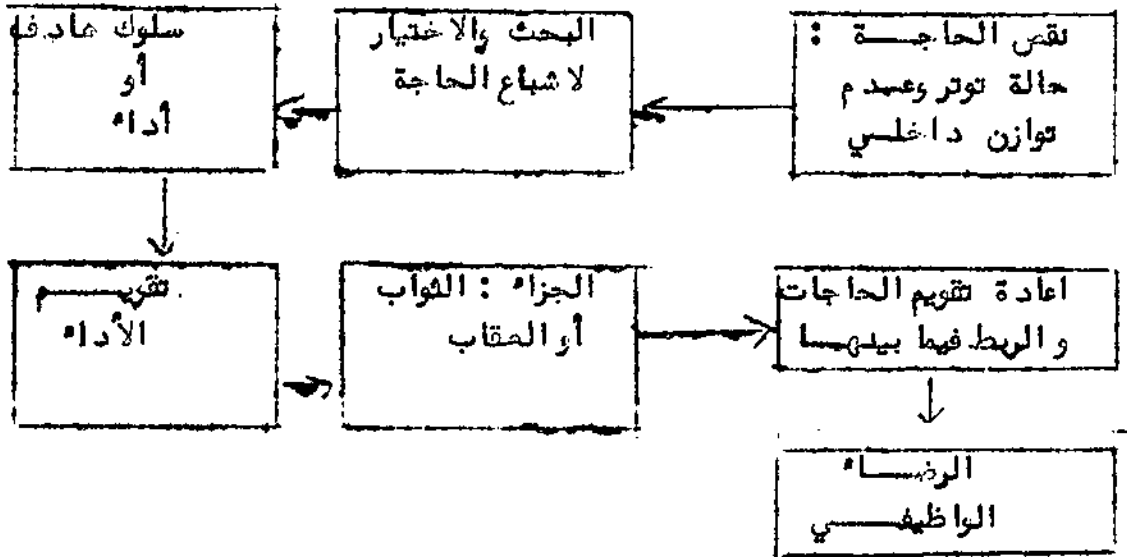 نقص الحاجة :
حالة توتر وعدم
توازن داخلي
البحث والاختيار
لاشباع الحاجة
سلوك هادف
أو
أداء
تقويم
الأداء
الجزاء : الثواب
أو العقاب
اعادة تقويم الحاجات
والربط فيما بينها
الرضاء
الواظيفي